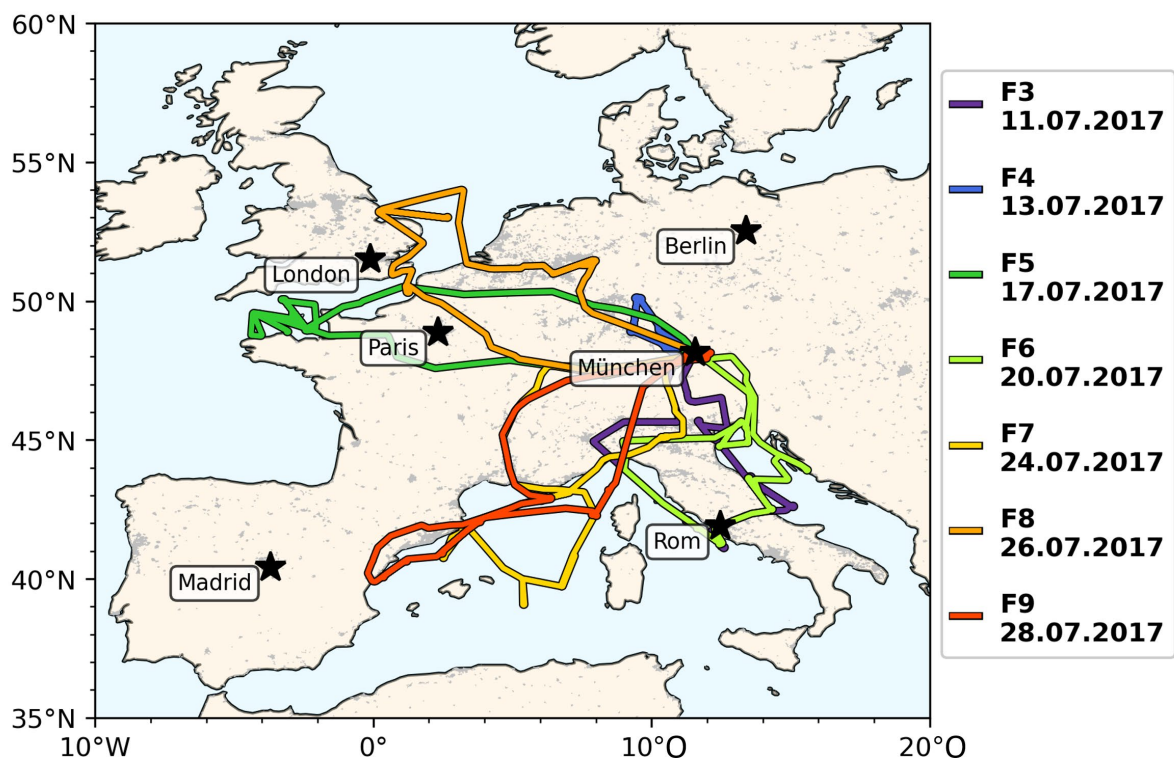 60°N
55°N
50°N
45°N
40°N
35°N
10°W
0°
10°O
20°O
London
Berlin
Paris
München
Rom
Madrid
F3
11.07.2017
F4
13.07.2017
F5
17.07.2017
F6
20.07.2017
F7
24.07.2017
F8
26.07.2017
F9
28.07.2017